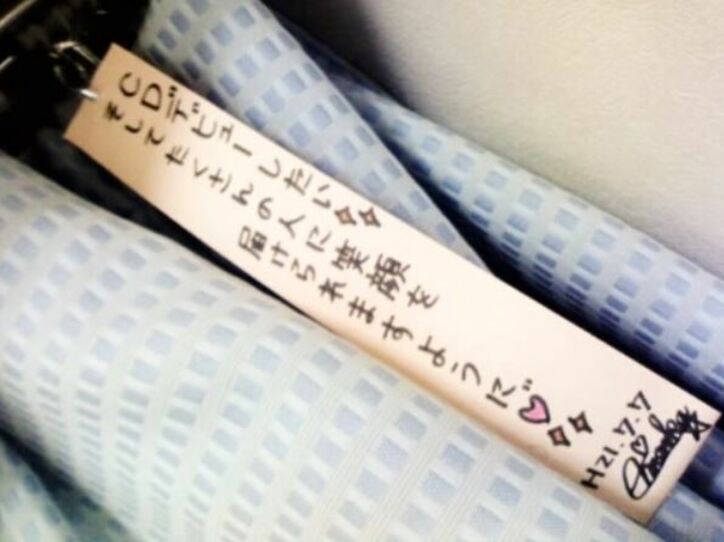 CDデビューしたい
そしてたくさんの人に笑顔を
届けられますように
H21.7.7